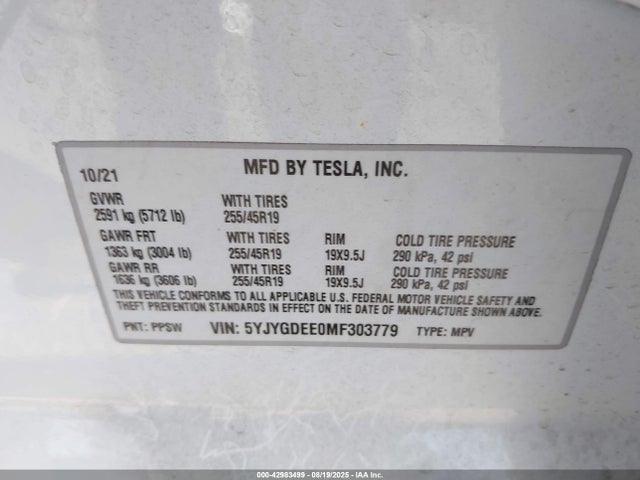 10/21 MFD BY TESLA, INC.
GVWR WITH TIRES
2591 kg (5712 lb) 255/45R19
GAWR FRT WITH TIRES RIM COLD TIRE PRESSURE
1363 kg (3004 lb) 255/45R19 19X9.5J 290 kPa, 42 psi
GAWR RR WITH TIRES RIM COLD TIRE PRESSURE
1636 kg (3606 lb) 255/45R19 19X9.5J 290 kPa, 42 psi
THIS VEHICLE CONFORMS TO ALL APPLICABLE U.S. FEDERAL MOTOR VEHICLE SAFETY AND
THEFT PREVENTION STANDARDS IN EFFECT ON THE DATE OF MANUFACTURE SHOWN ABOVE.
PNT: PPSW VIN: 5YJYGDEE0MF303779 TYPE: MPV
000-42983499 - 08/19/2025 - © IAA Inc.